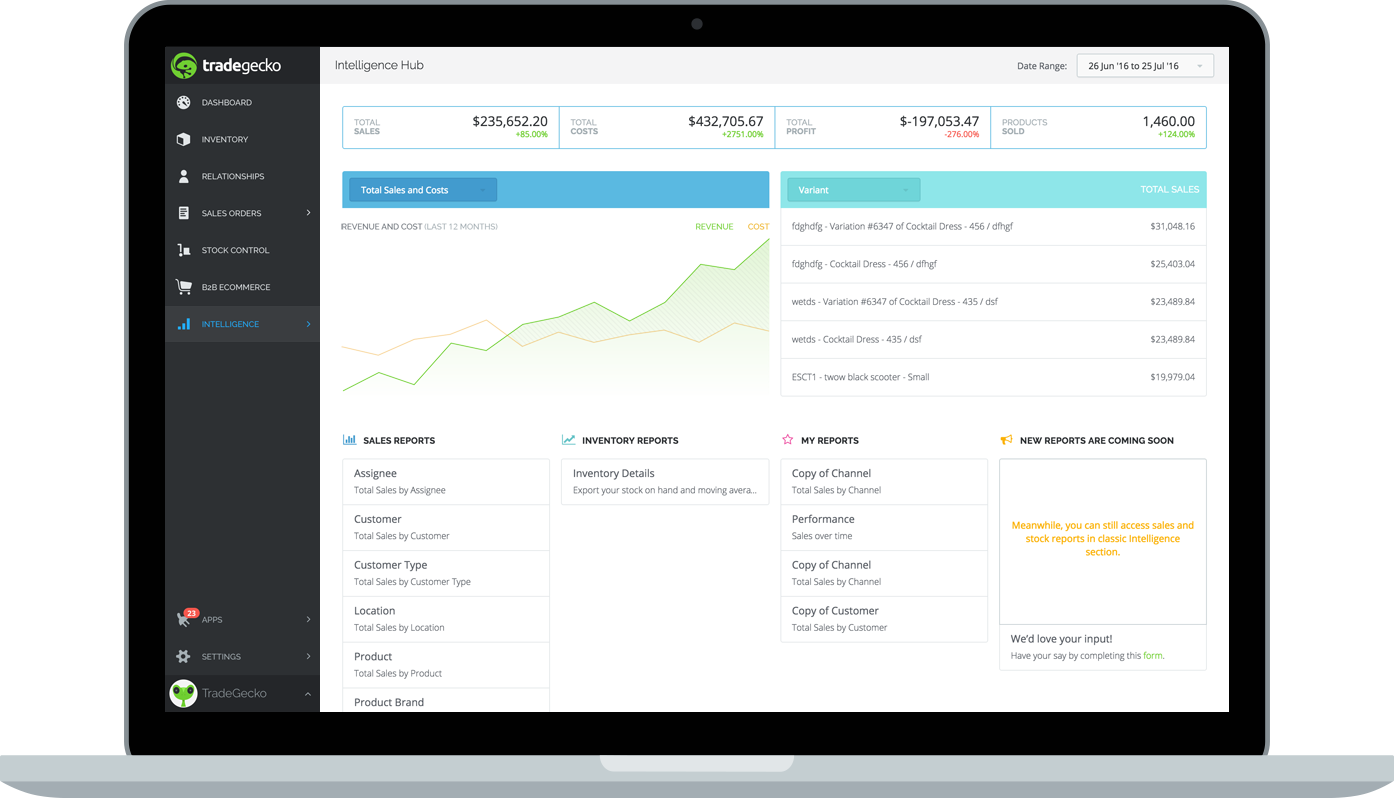 tradegecko
DASHBOARD
INVENTORY
RELATIONSHIPS
SALES ORDERS
STOCK CONTROL
B2B ECOMMERCE
INTELLIGENCE
23
APPS
SETTINGS
TradeGecko
Intelligence Hub
Date Range: 26 Jun '16 to 25 Jul '16
TOTAL SALES $235,652.20 +85.00%
TOTAL COSTS $432,705.67 +2751.00%
TOTAL PROFIT $-197,053.47 -276.00%
PRODUCTS SOLD 1,460.00 +124.00%
Total Sales and Costs
REVENUE AND COST (LAST 12 MONTHS) REVENUE COST
Variant TOTAL SALES
fdghdfg - Variation #6347 of Cocktail Dress - 456 / dfhgf $31,048.16
fdghdfg - Cocktail Dress - 456 / dfhgf $25,403.04
wetds - Variation #6347 of Cocktail Dress - 435 / dsf $23,489.84
wetds - Cocktail Dress - 435 / dsf $23,489.84
ESCT1 - twow black scooter - Small $19,979.04
SALES REPORTS
Assignee
Total Sales by Assignee
Customer
Total Sales by Customer
Customer Type
Total Sales by Customer Type
Location
Total Sales by Location
Product
Total Sales by Product
Product Brand
INVENTORY REPORTS
Inventory Details
Export your stock on hand and moving avera...
MY REPORTS
Copy of Channel
Total Sales by Channel
Performance
Sales over time
Copy of Channel
Total Sales by Channel
Copy of Customer
Total Sales by Customer
NEW REPORTS ARE COMING SOON
Meanwhile, you can still access sales and
stock reports in classic Intelligence
section.
We'd love your input!
Have your say by completing this form.